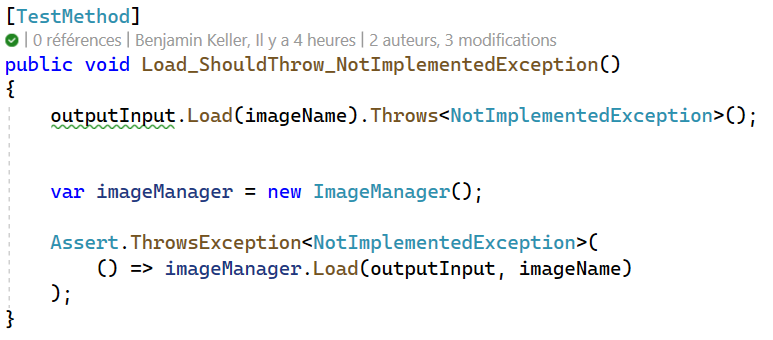 [TestMethod]
| 0 références | Benjamin Keller, Il y a 4 heures | 2 auteurs, 3 modifications
public void Load_ShouldThrow_NotImplementedException()
{
outputInput.Load(imageName).Throws<NotImplementedException>();
var imageManager = new ImageManager();
Assert.ThrowsException<NotImplementedException>(
() => imageManager.Load(outputInput, imageName)
);
}